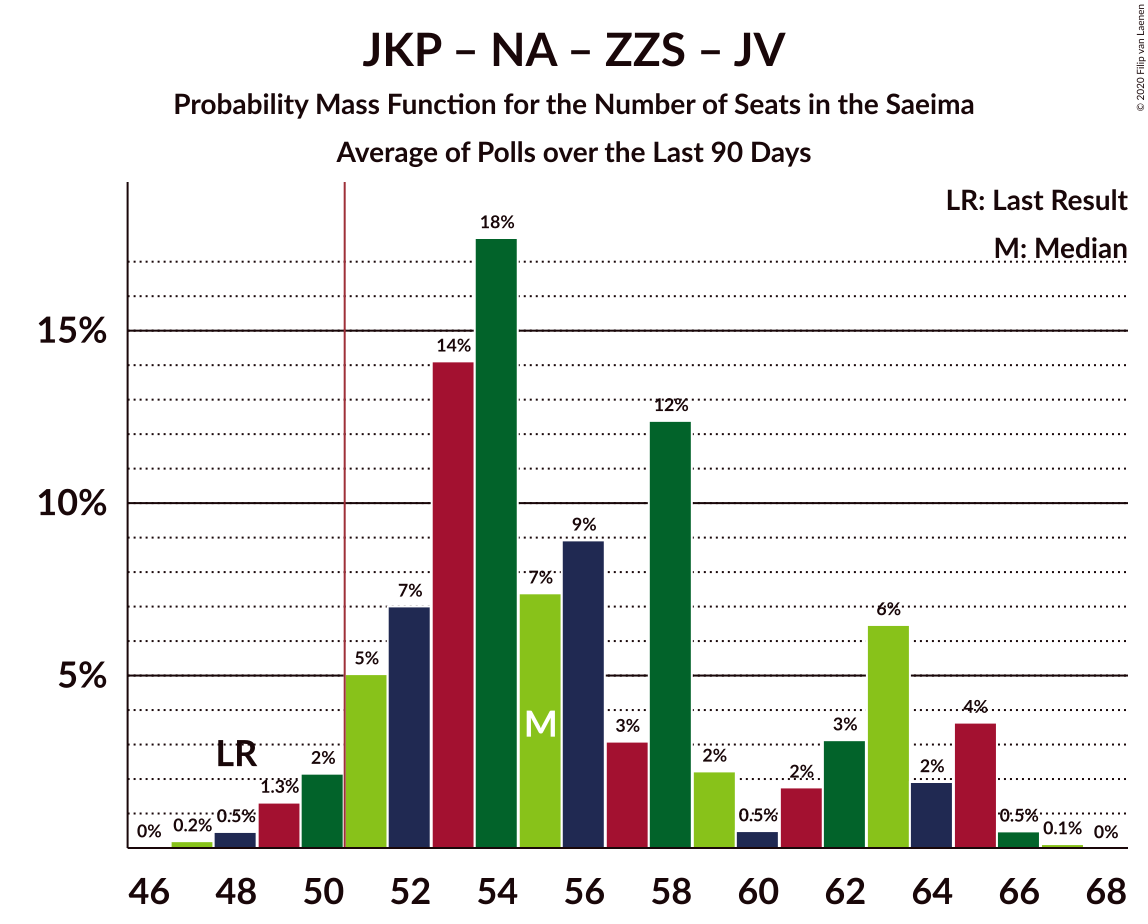 JKP – NA – ZZS – JV
Probability Mass Function for the Number of Seats in the Saeima
Average of Polls over the Last 90 Days
© 2020 Filip van Laenen
LR: Last Result
M: Median
15%
10%
5%
0%
0.2%
0.5%
1.3%
2%
5%
7%
14%
18%
7%
9%
3%
12%
2%
0.5%
2%
3%
6%
2%
4%
0.5%
0.1%
0%
LR
M
46 48 50 52 54 56 58 60 62 64 66 68